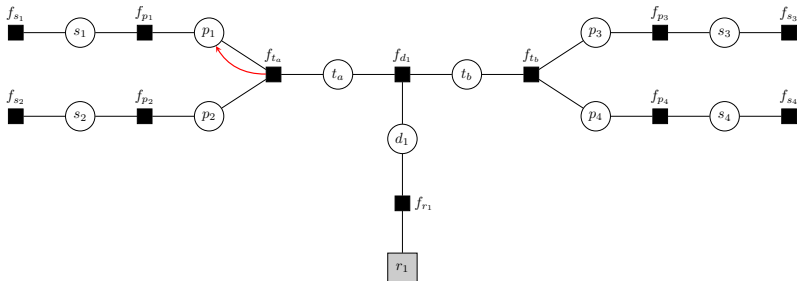 f_{s_1} f_{p_1} f_{p_3} f_{s_3}
s_1 p_1 p_3 s_3
f_{t_a} f_{d_1} f_{t_b}
t_a t_b
f_{s_2} f_{p_2} f_{p_4} f_{s_4}
s_2 p_2 p_4 s_4
d_1
f_{r_1}
r_1